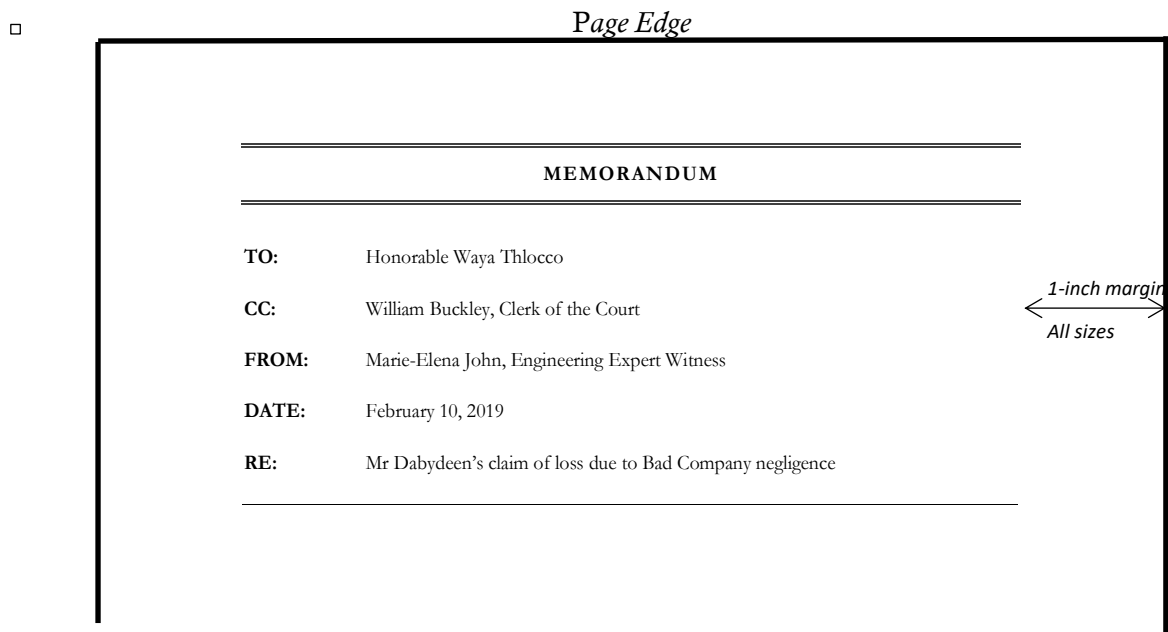 Page Edge
MEMORANDUM
TO: Honorable Waya Thlocco
CC: William Buckley, Clerk of the Court
1-inch margin
All sizes
FROM: Marie-Elena John, Engineering Expert Witness
DATE: February 10, 2019
RE: Mr Dabydeen’s claim of loss due to Bad Company negligence